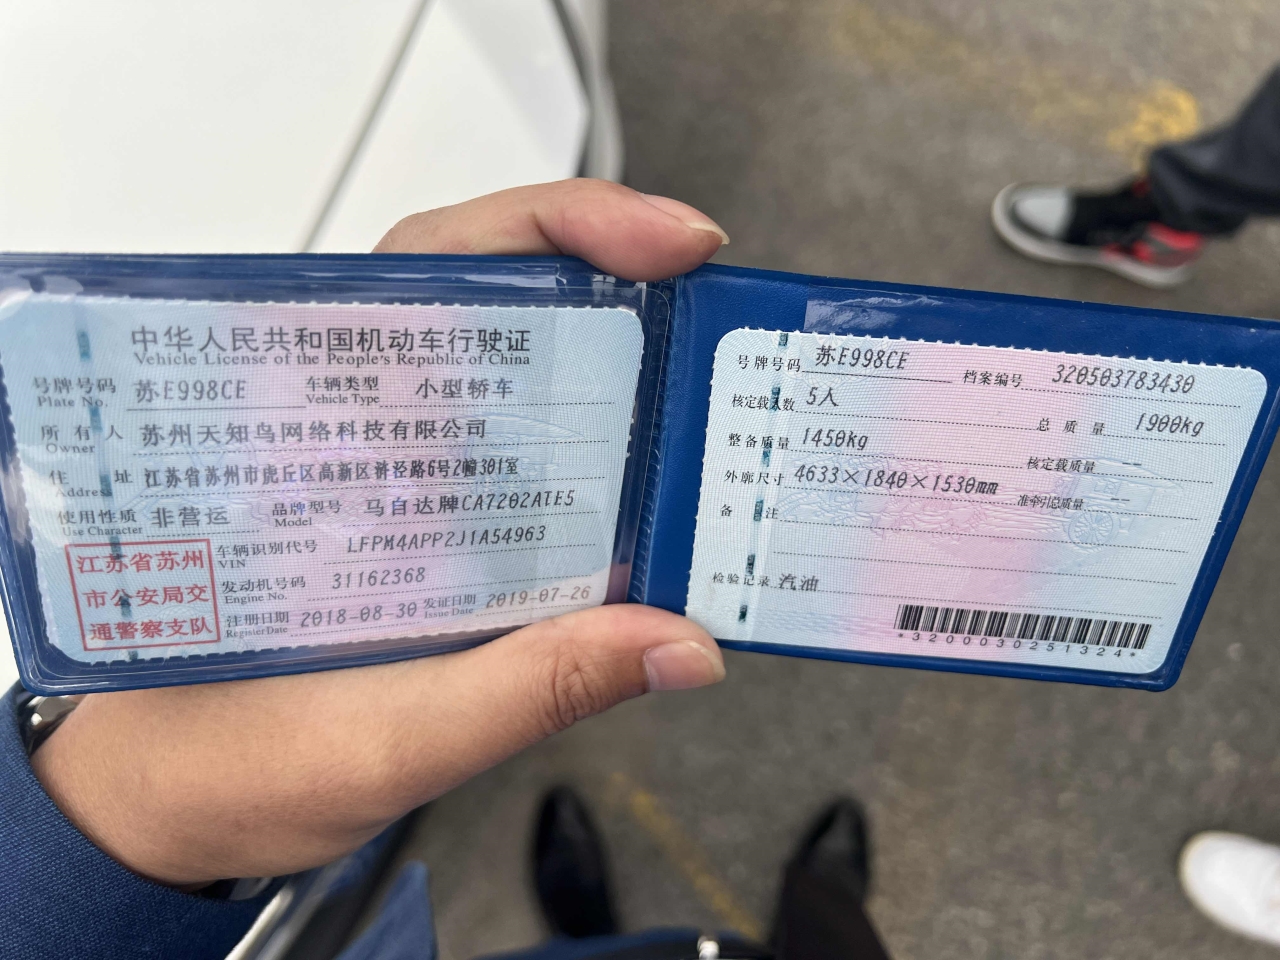 中华人民共和国机动车行驶证
Vehicle License of the People's Republic of China
号牌号码 苏E998CE 车辆类型 小型轿车
Plate No. Vehicle Type
所有人 苏州天知鸟网络科技有限公司
Owner
住址 江苏省苏州市虎丘区高新区浒泾路6号2幢301室
Address
使用性质 非营运 品牌型号 马自达牌CA7202ATE5
Use Character Model
江苏省苏州
市公安局交
通警察支队
车辆识别代号 LFPM4APP2J1A54963
VIN
发动机号码 31162368
Engine No.
注册日期 2018-08-30 发证日期 2019-07-26
Register Date Issue Date
号牌号码 苏E998CE 档案编号 320503783430
核定载人数 5人 总质量 1900kg
整备质量 1450kg 核定载质量 --
外廓尺寸 4633×1840×1530mm 准牵引总质量 --
备注
检验记录 汽油
*3200030251324*